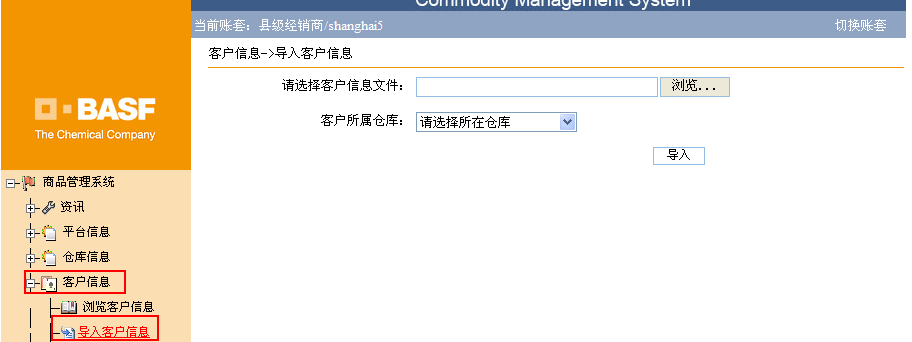 Commodity Management System
当前账套：县级经销商/shanghai5
切换账套
客户信息->导入客户信息
请选择客户信息文件：
浏览...
客户所属仓库：
请选择所在仓库
导入
BASF
The Chemical Company
商品管理系统
资讯
平台信息
仓库信息
客户信息
浏览客户信息
导入客户信息